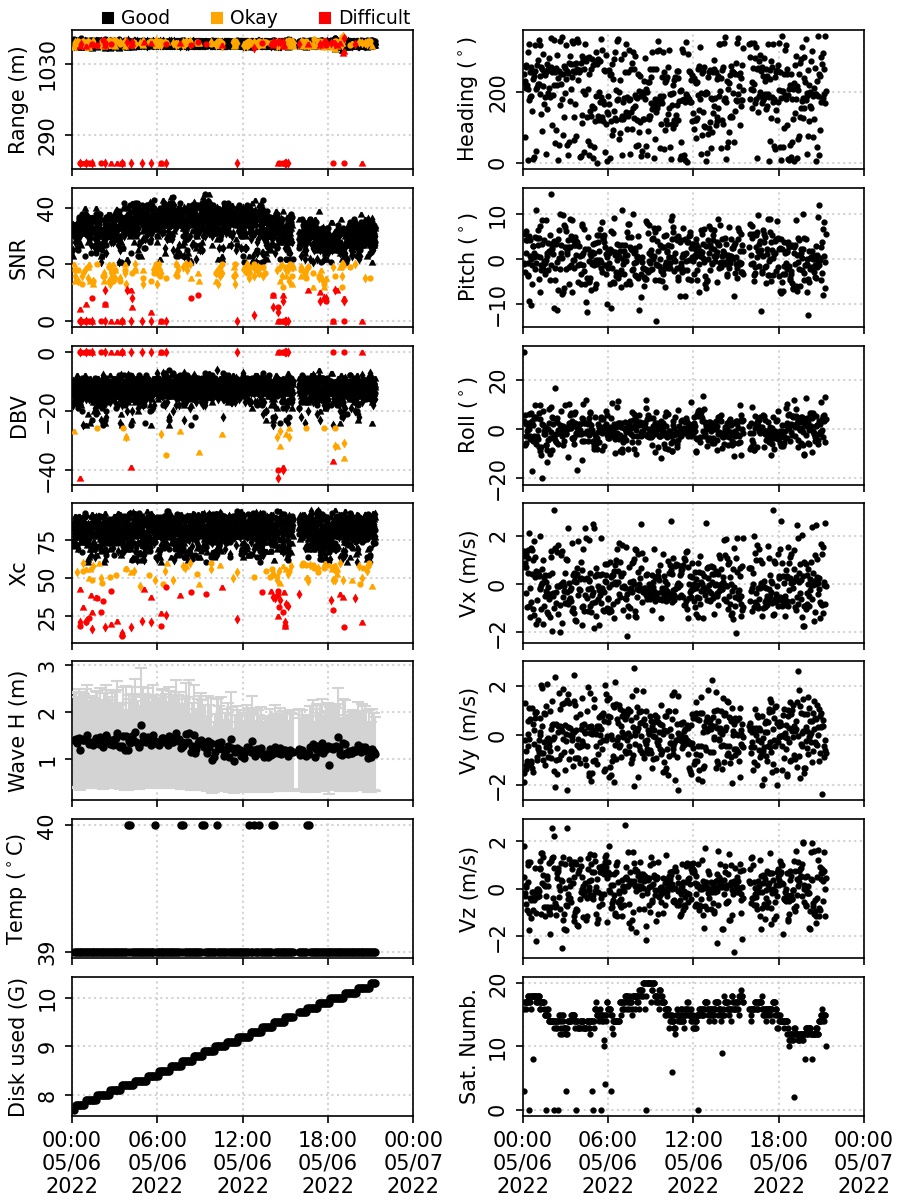 Good Okay Difficult
Range (m)
1030
290
Heading (°)
200
0
SNR
40
20
0
Pitch (°)
10
0
−10
DBV
0
−20
−40
Roll (°)
20
0
−20
Xc
75
50
25
Vx (m/s)
2
0
−2
Wave H (m)
3
2
1
Vy (m/s)
2
0
−2
Temp (°C)
40
39
Vz (m/s)
2
0
−2
Disk used (G)
10
9
8
Sat. Numb.
20
10
0
00:00 06:00 12:00 18:00 00:00
05/06 05/06 05/06 05/06 05/07
2022 2022 2022 2022 2022
00:00 06:00 12:00 18:00 00:00
05/06 05/06 05/06 05/06 05/07
2022 2022 2022 2022 2022